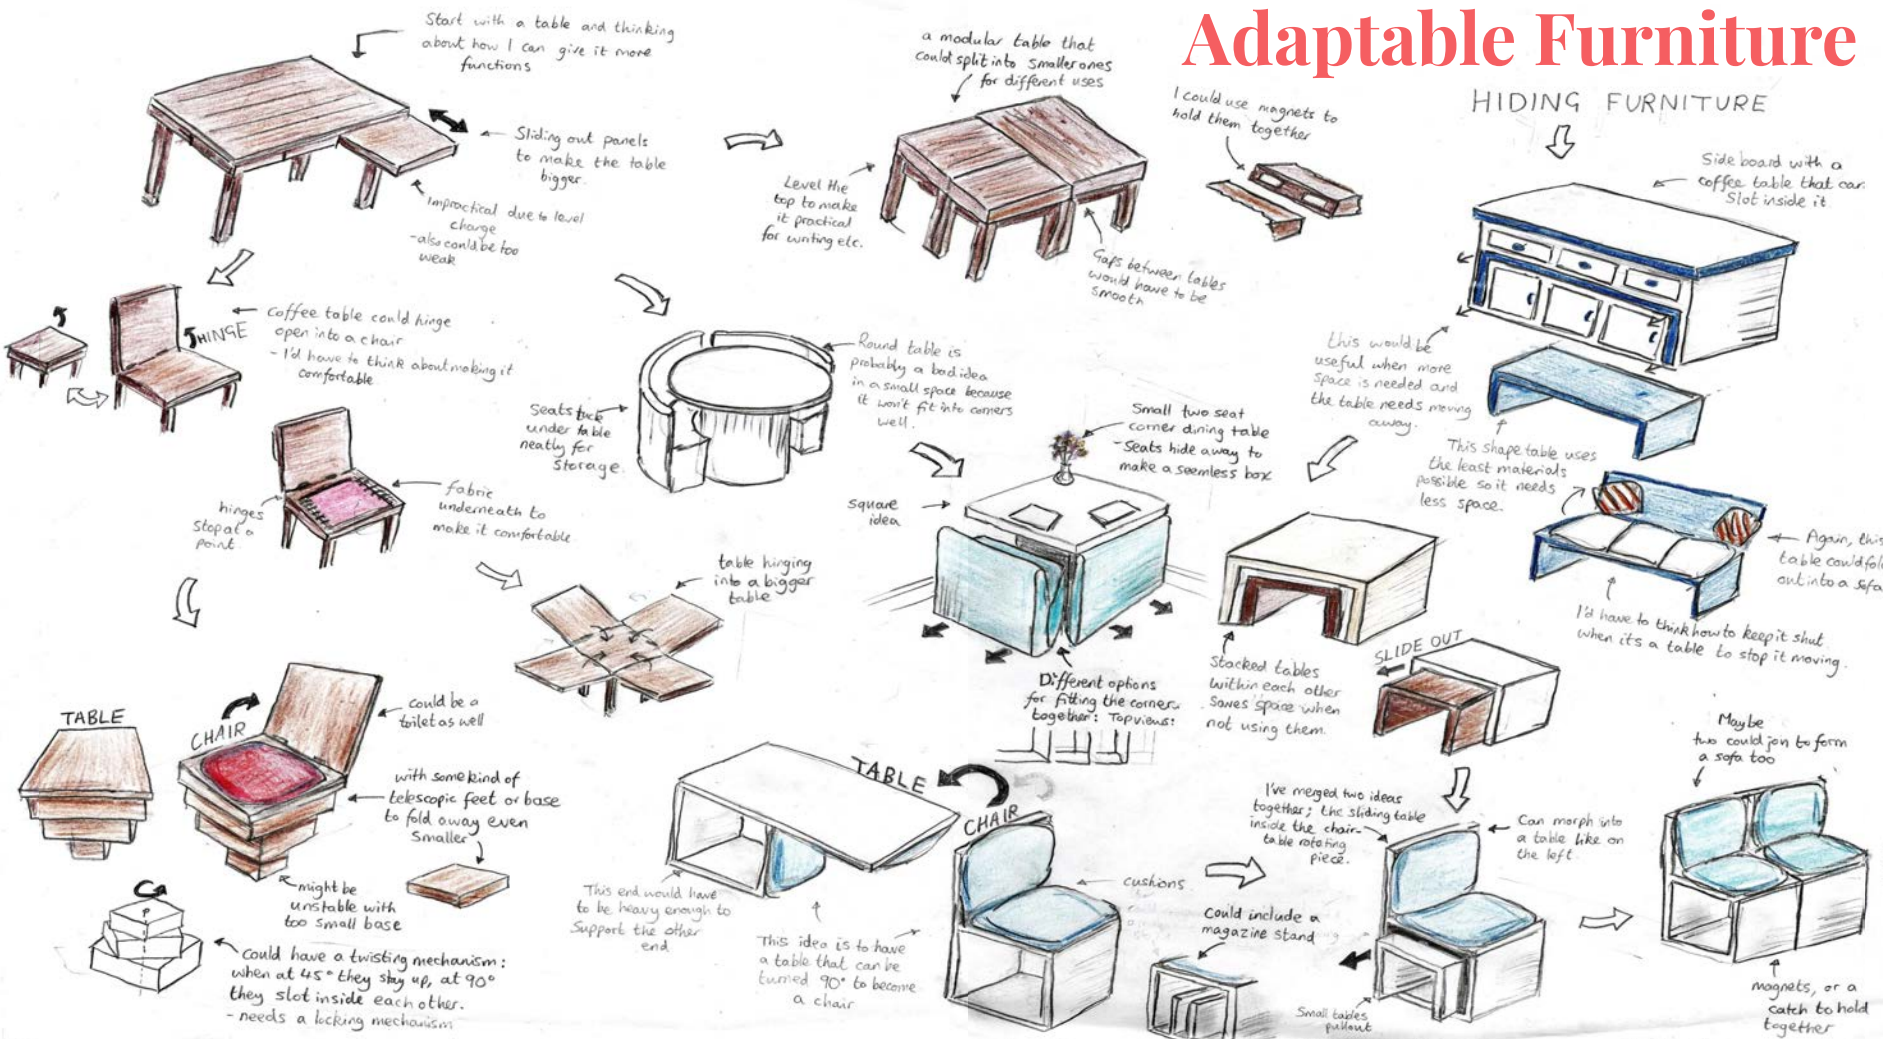 Adaptable Furniture
Start with a table and thinking
about how I can give it more
functions
Sliding out panels
to make the table
bigger.
Impractical due to level
change
- also could be too
weak
a modular table that
could split into smaller ones
for different uses
Level the
top to make
it practical
for writing etc.
Gaps between tables
would have to be
smooth
I could use magnets to
hold them together
HIDING FURNITURE
Side board with a
coffee table that can
slot inside it
this would be
useful when more
space is needed and
the table needs moving
away.
This shape table uses
the least materials
possible so it needs
less space.
Again, this
table could fol
out into a sofa
I'd have to think how to keep it shut
when it's a table to stop it moving.
HINGE
coffee table could hinge
open into a chair
- I'd have to think about making it
comfortable
hinges
stop at a
point.
fabric
underneath to
make it comfortable
Seats tuck
under table
neatly for
storage.
Round table is
probably a bad idea
in a small space because
it won't fit into corners
well.
square
idea
Small two seat
corner dining table
- Seats hide away to
make a seemless box
Different options
for fitting the corners
together: Top views:
table hinging
into a bigger
table
Stacked tables
within each other
saves space when
not using them.
SLIDE OUT
TABLE
CHAIR
could be a
toilet as well
with some kind of
telescopic feet or base
to fold away even
smaller
might be
unstable with
too small base
could have a twisting mechanism:
when at 45° they stay up, at 90°
they slot inside each other.
- needs a locking mechanism
TABLE
CHAIR
This end would have
to be heavy enough to
support the other
end
This idea is to have
a table that can be
turned 90° to become
a chair
cushions
Could include a
magazine stand
I've merged two ideas
together; the sliding table
inside the chair-
table rotating
piece.
Can morph into
a table like on
the left.
Small tables
pull out
Maybe
two could join to form
a sofa too
magnets, or a
catch to hold
together